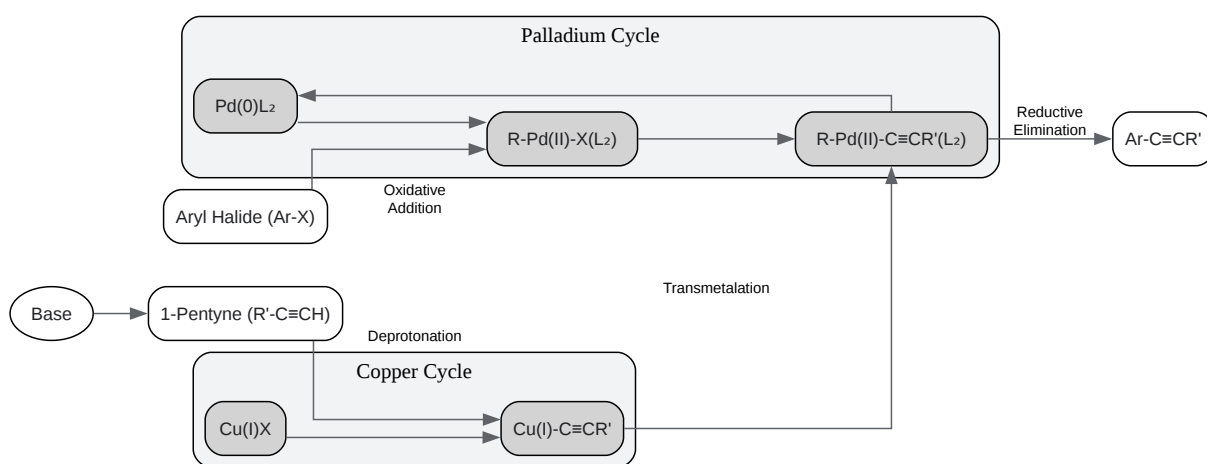 Palladium Cycle
Pd(0)L₂
R-Pd(II)-X(L₂)
R-Pd(II)-C≡CR'(L₂)
Reductive
Elimination
Ar-C≡CR'
Aryl Halide (Ar-X)
Oxidative
Addition
Base
1-Pentyne (R'-C≡CH)
Transmetalation
Deprotonation
Copper Cycle
Cu(I)X
Cu(I)-C≡CR'